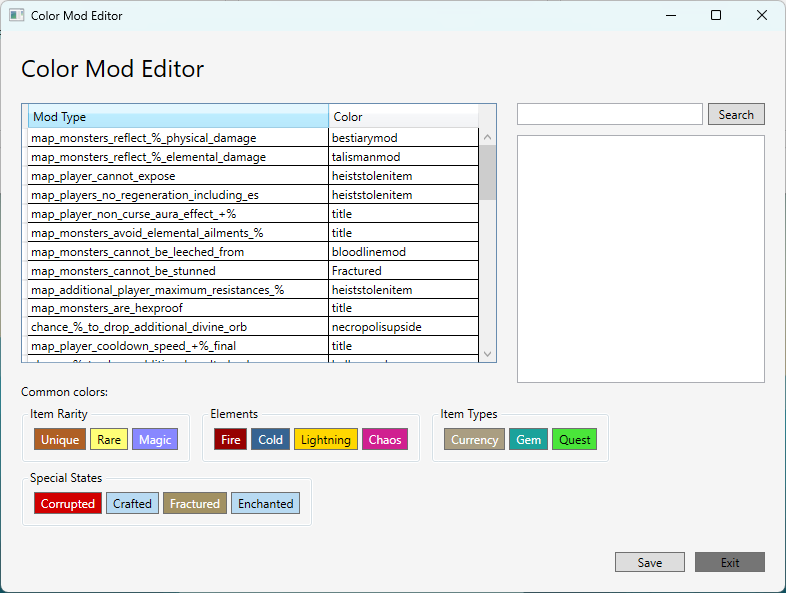 Color Mod Editor
Color Mod Editor
Mod Type Color
map_monsters_reflect_%_physical_damage bestiarymod
map_monsters_reflect_%_elemental_damage talismanmod
map_player_cannot_expose heiststolenitem
map_players_no_regeneration_including_es heiststolenitem
map_player_non_curse_aura_effect_+% title
map_monsters_avoid_elemental_ailments_% title
map_monsters_cannot_be_leeched_from bloodlinemod
map_monsters_cannot_be_stunned Fractured
map_additional_player_maximum_resistances_% heiststolenitem
map_monsters_are_hexproof title
chance_%_to_drop_additional_divine_orb necropolisupside
map_player_cooldown_speed_+%_final title
Search
Common colors:
Item Rarity
Unique Rare Magic
Elements
Fire Cold Lightning Chaos
Item Types
Currency Gem Quest
Special States
Corrupted Crafted Fractured Enchanted
Save Exit